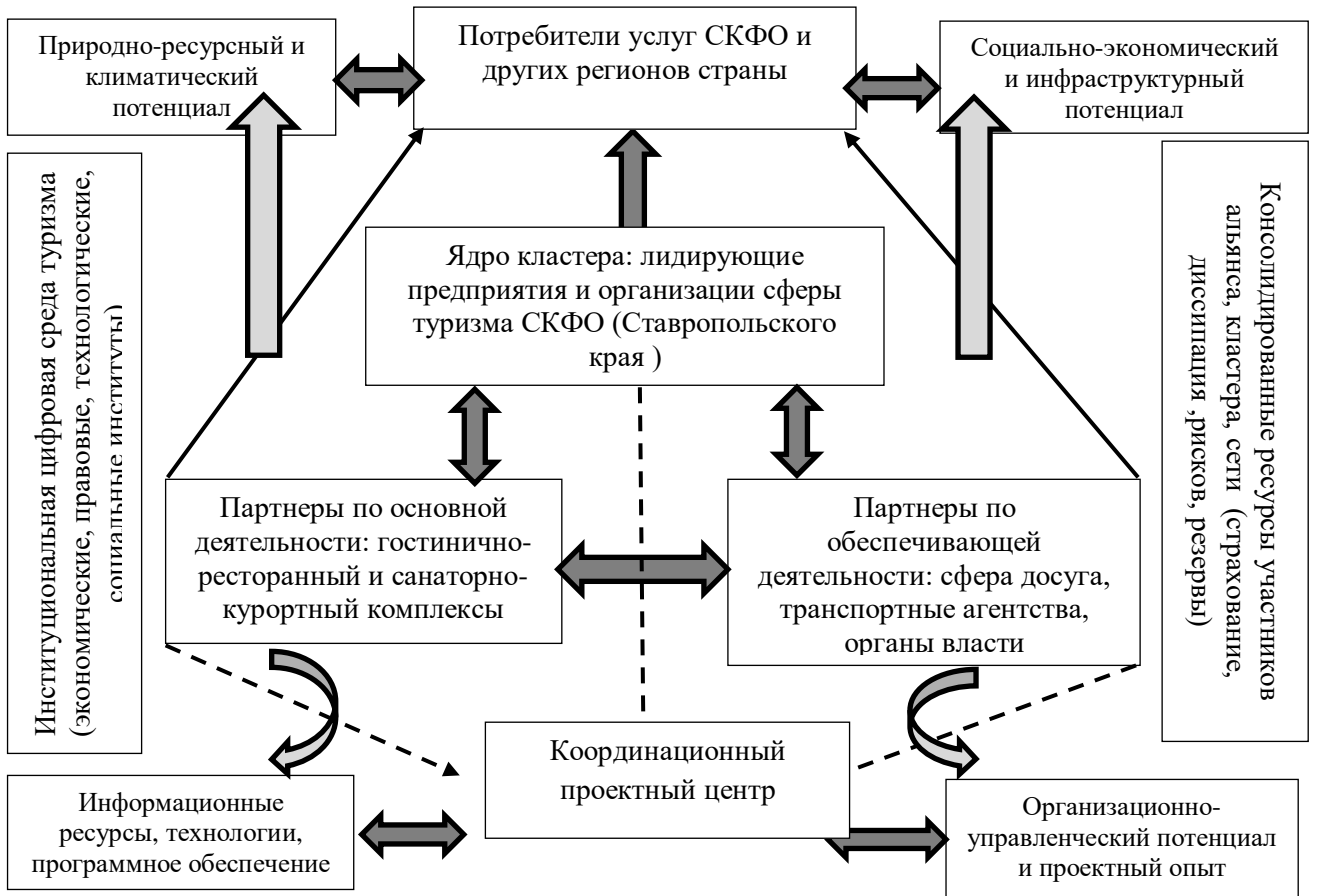 Природно-ресурсный и
климатический
потенциал
Потребители услуг СКФО и
других регионов страны
Социально-экономический
и инфраструктурный
потенциал
Институциональная цифровая среда туризма
(экономические, правовые, технологические,
социальные институты)
Консолидированные ресурсы участников
альянса, кластера, сети (страхование,
диссипация ,рисков, резервы)
Ядро кластера: лидирующие
предприятия и организации сферы
туризма СКФО (Ставропольского
края )
Партнеры по основной
деятельности: гостинично-
ресторанный и санаторно-
курортный комплексы
Партнеры по
обеспечивающей
деятельности: сфера досуга,
транспортные агентства,
органы власти
Координационный
проектный центр
Информационные
ресурсы, технологии,
программное обеспечение
Организационно-
управленческий потенциал
и проектный опыт